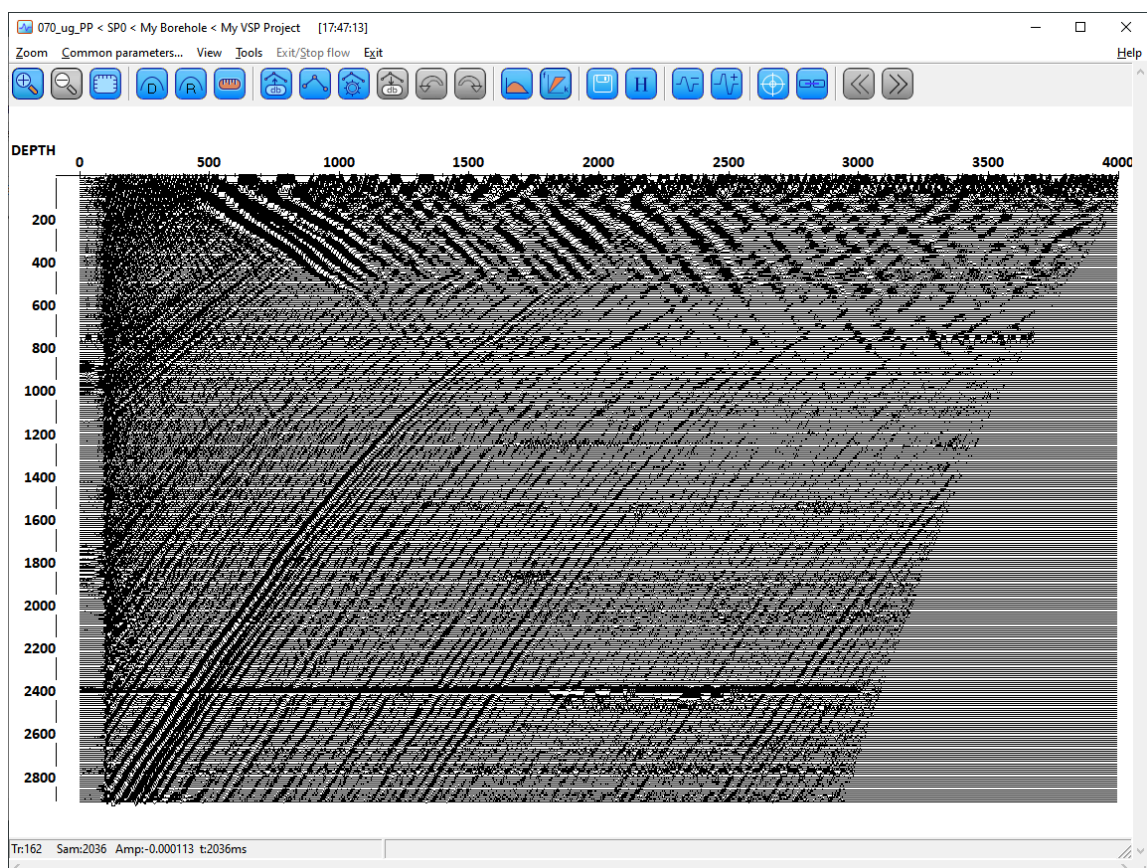 070_ug_PP < SP0 < My Borehole < My VSP Project [17:47:13]
Zoom Common parameters... View Tools Exit/Stop flow Exit Help
D R db db k H
DEPTH
0 500 1000 1500 2000 2500 3000 3500 4000
200
400
600
800
1000
1200
1400
1600
1800
2000
2200
2400
2600
2800
Tr:162 Sam:2036 Amp:-0.000113 t:2036ms